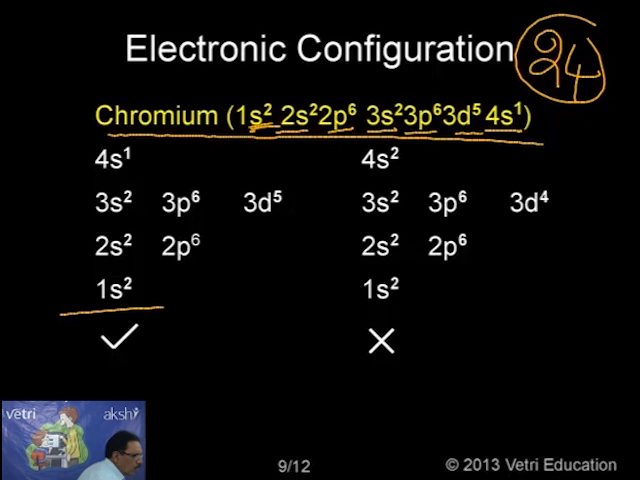 Electronic Configuration 24
Chromium (1s² 2s²2p⁶ 3s²3p⁶3d⁵ 4s¹)
4s¹ 4s²
3s² 3p⁶ 3d⁵ 3s² 3p⁶ 3d⁴
2s² 2p⁶ 2s² 2p⁶
1s² 1s²
✓ ✗
vetri akshi
9/12 © 2013 Vetri Education